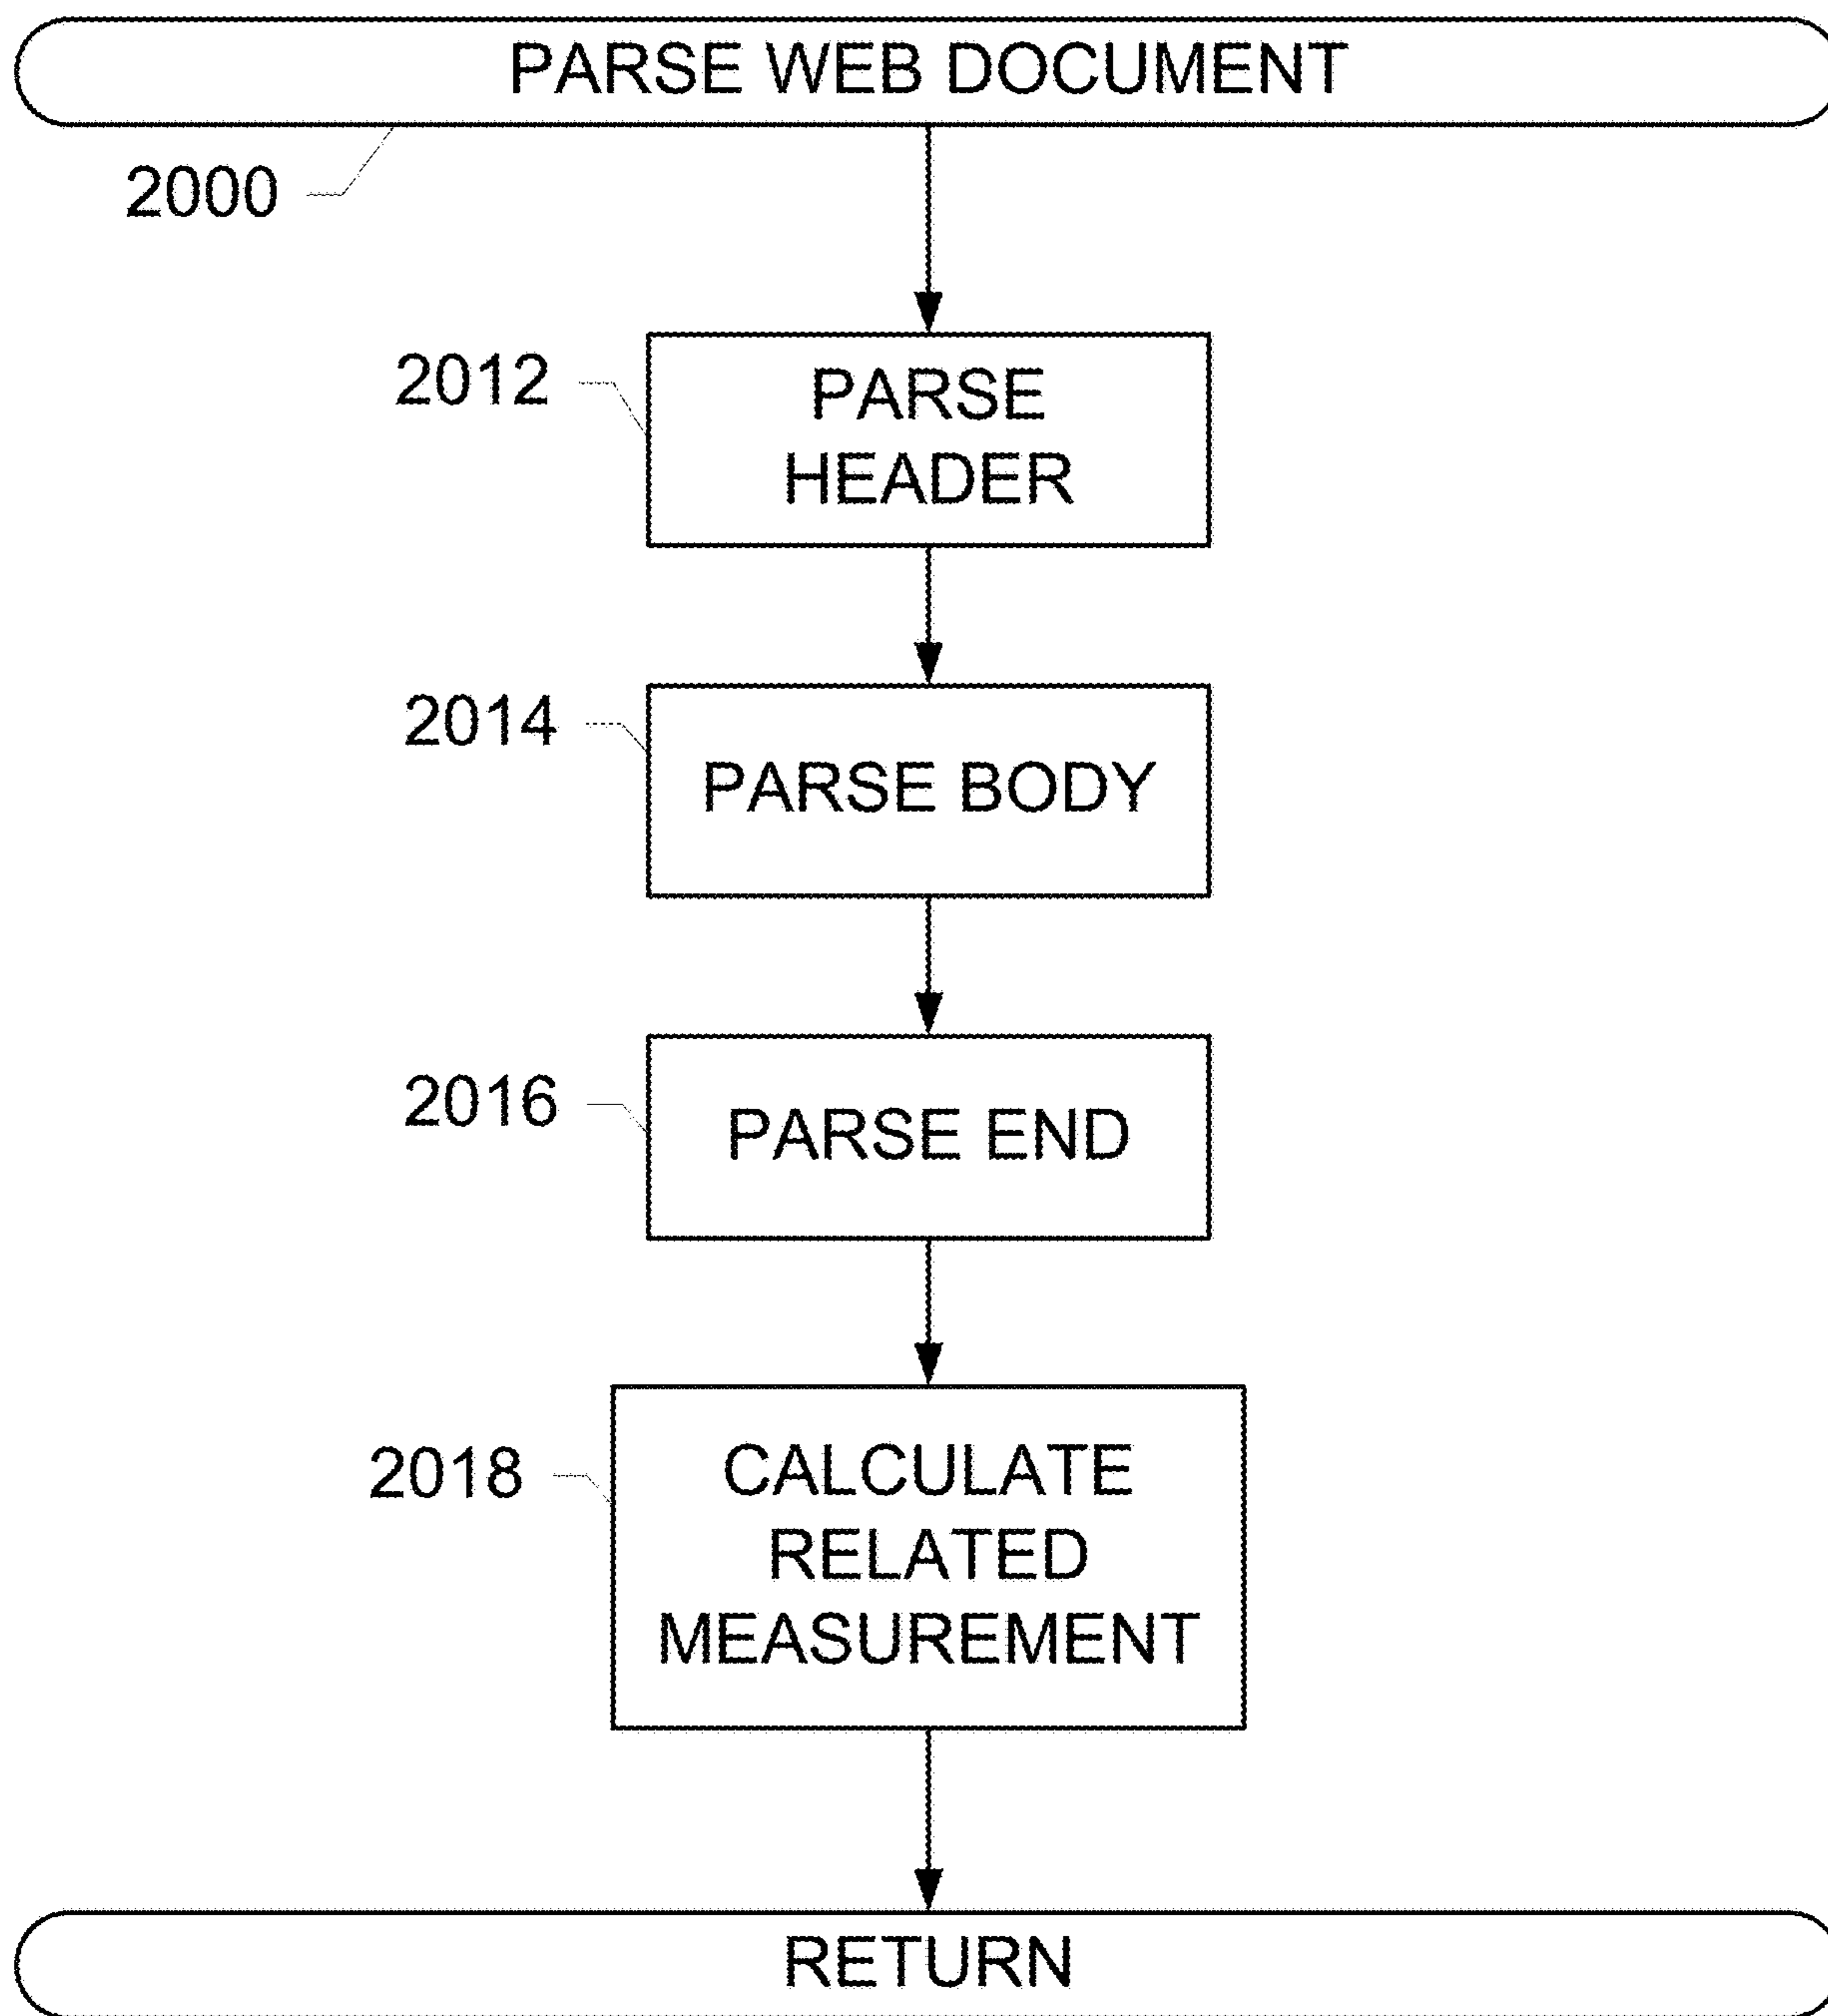 PARSE WEB DOCUMENT
2000
2012
PARSE
HEADER
2014
PARSE BODY
2016
PARSE END
2018
CALCULATE
RELATED
MEASUREMENT
RETURN